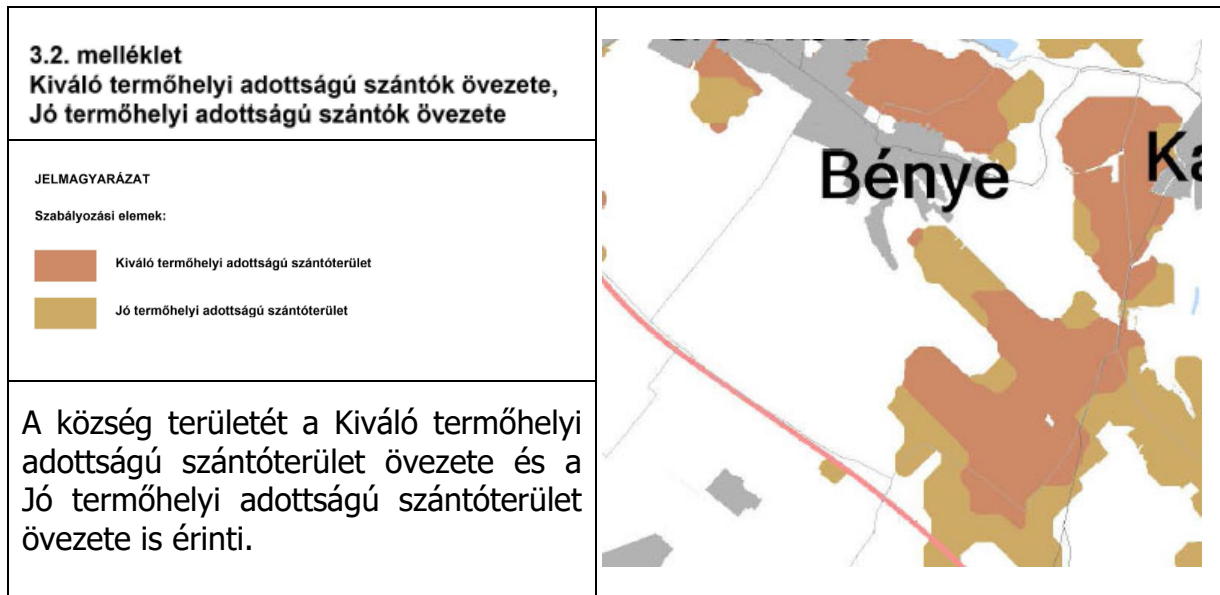 3.2. melléklet
Kiváló termőhelyi adottságú szántók övezete,
Jó termőhelyi adottságú szántók övezete
JELMAGYARÁZAT
Szabályozási elemek:
Kiváló termőhelyi adottságú szántóterület
Jó termőhelyi adottságú szántóterület
A község területét a Kiváló termőhelyi
adottságú szántóterület övezete és a
Jó termőhelyi adottságú szántóterület
övezete is érinti.
Bénye
Ka